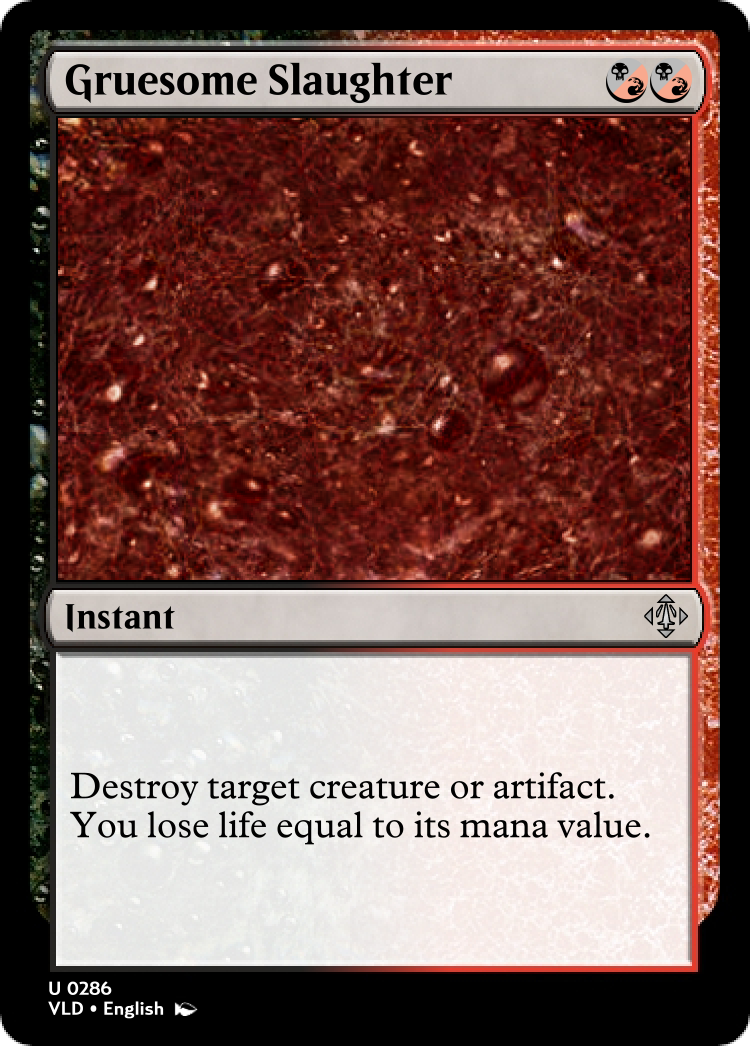 Gruesome Slaughter
Instant
Destroy target creature or artifact.
You lose life equal to its mana value.
U 0286
VLD • English